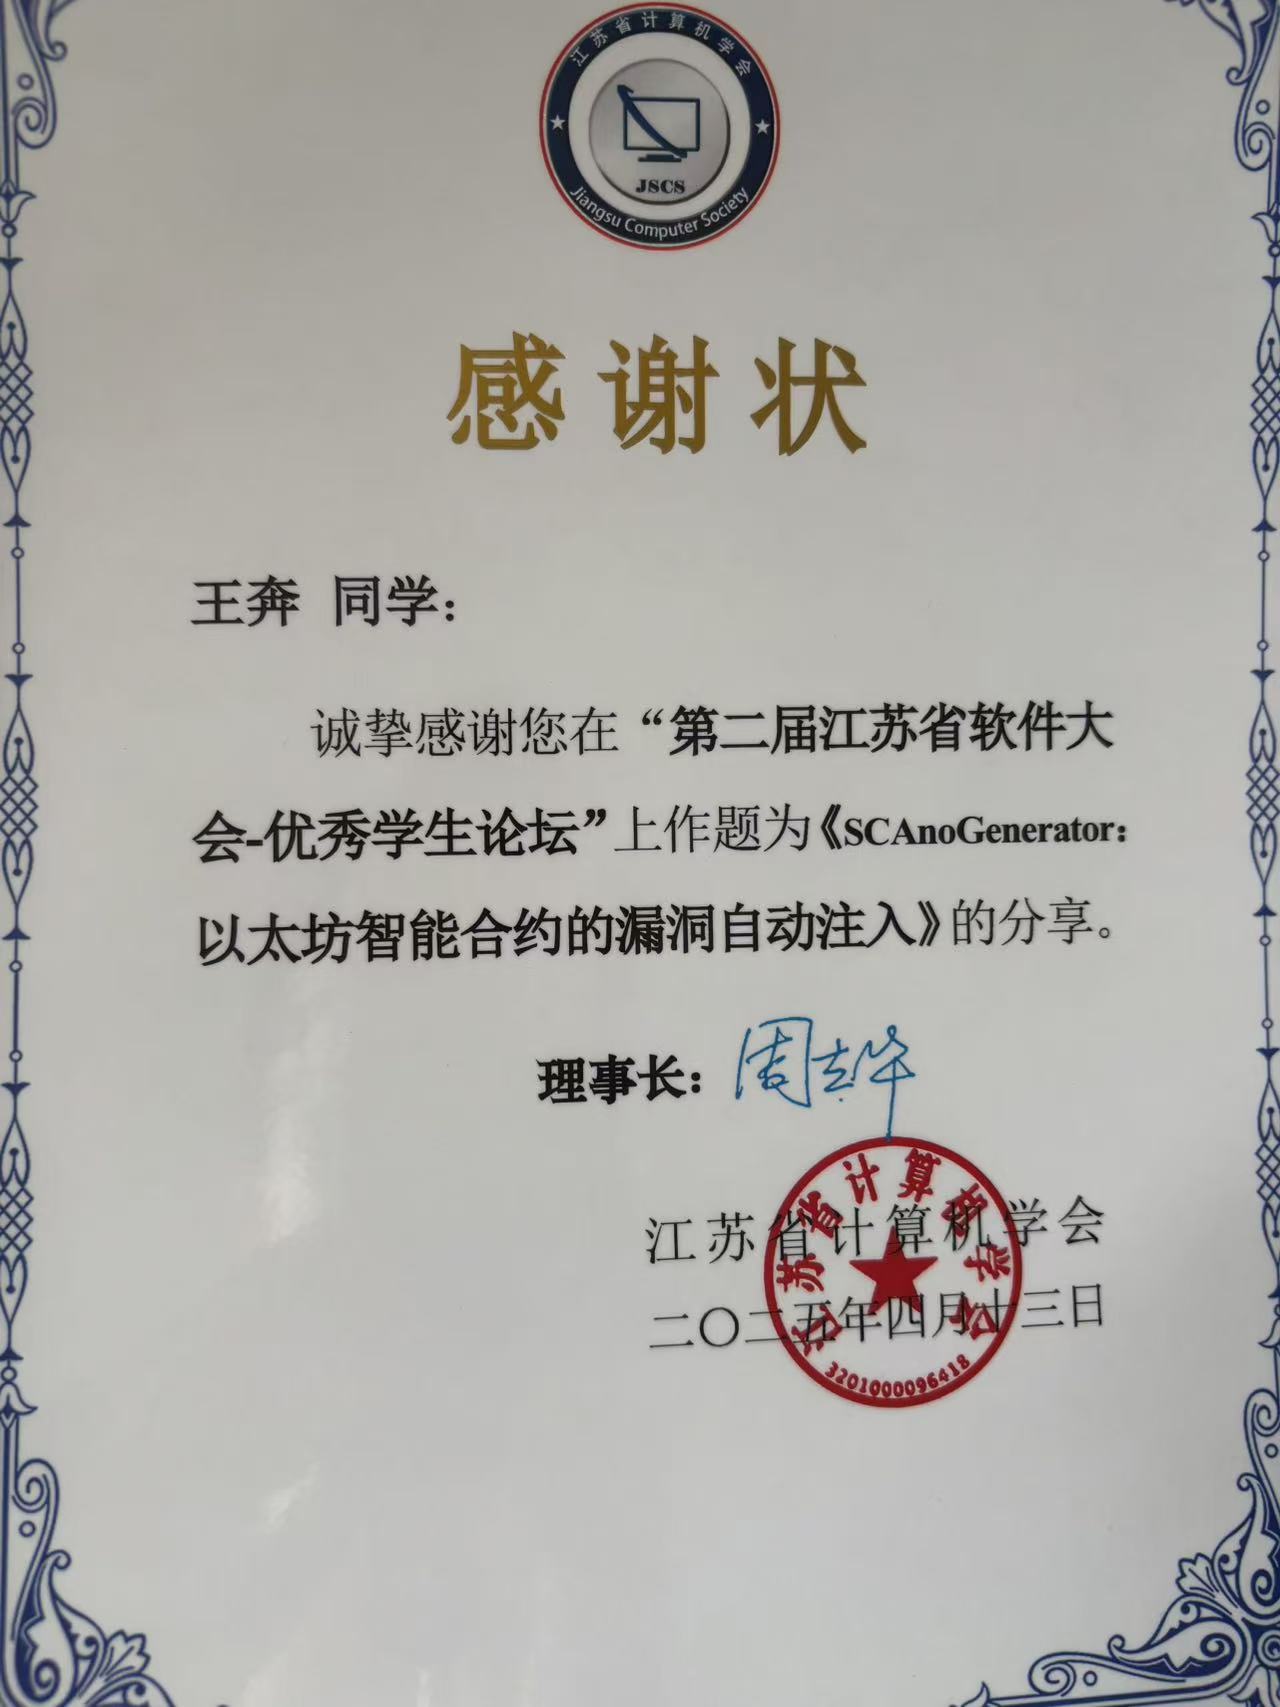 江苏省计算机学会
JSCS
Jiangsu Computer Society
感谢状
王奔 同学：
诚挚感谢您在“第二届江苏省软件大
会-优秀学生论坛”上作题为《SCAnoGenerator：
以太坊智能合约的漏洞自动注入》的分享。
理事长：周志华
江苏省计算机学会
二〇二五年四月十三日
江苏省计算机学会
3201000096418